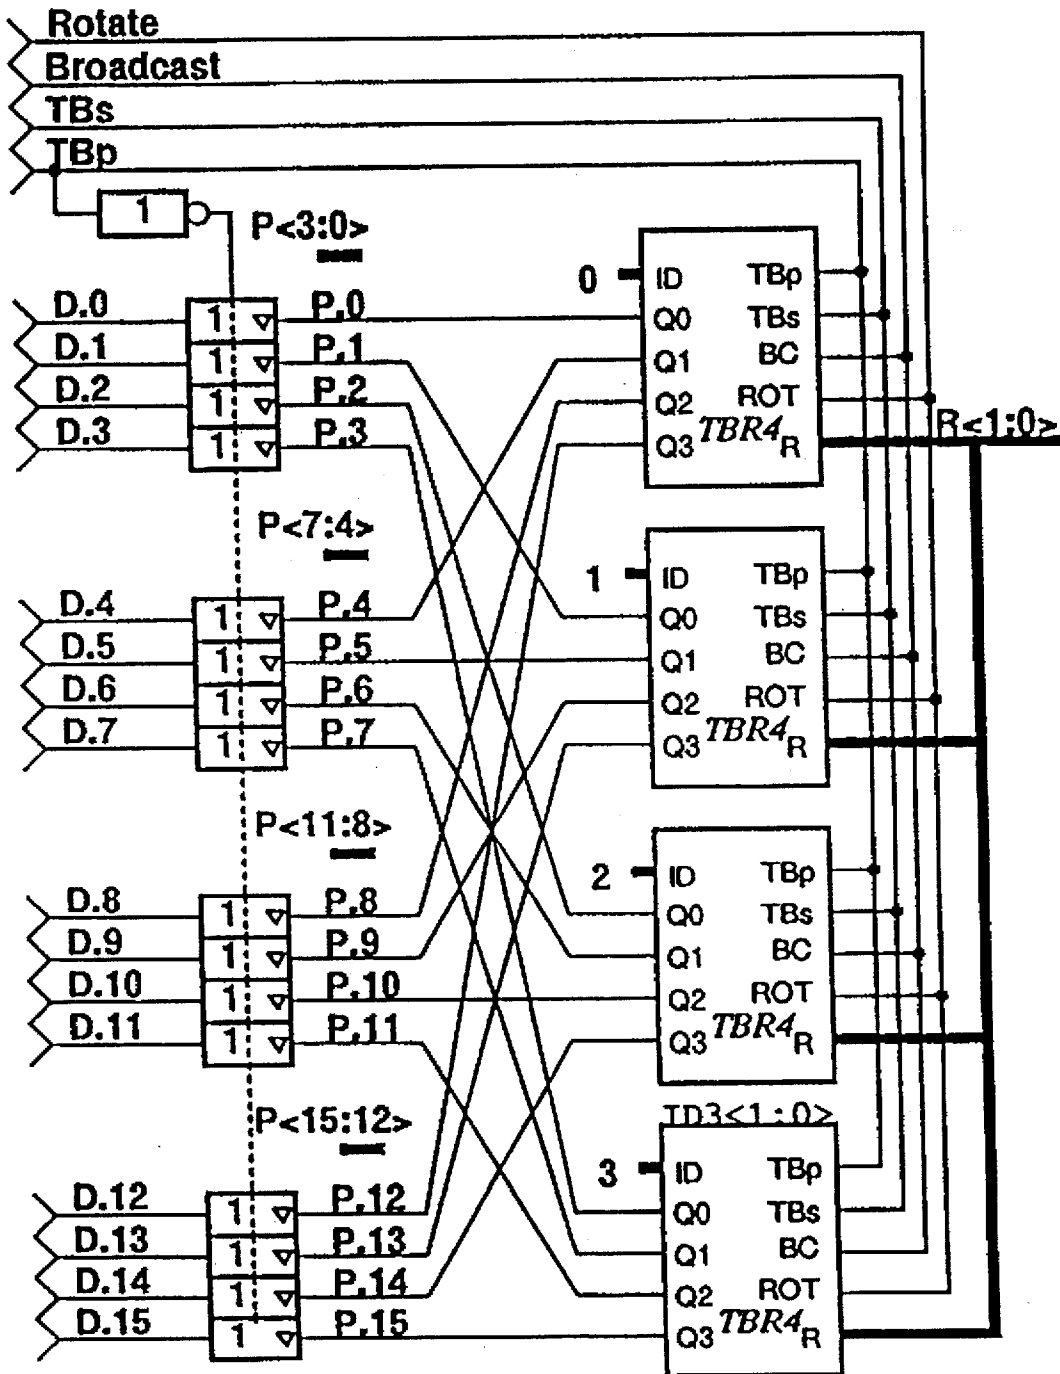 Rotate
Broadcast
TBs
TBp
1
P<3:0>
0 ID TBp
D.0 1 P.0 Q0 TBs
D.1 1 P.1 Q1 BC
D.2 1 P.2 Q2 ROT
D.3 1 P.3 Q3 TBR4 R R<1:0>
P<7:4>
1 ID TBp
D.4 1 P.4 Q0 TBs
D.5 1 P.5 Q1 BC
D.6 1 P.6 Q2 ROT
D.7 1 P.7 Q3 TBR4 R
P<11:8>
2 ID TBp
D.8 1 P.8 Q0 TBs
D.9 1 P.9 Q1 BC
D.10 1 P.10 Q2 ROT
D.11 1 P.11 Q3 TBR4 R
P<15:12> ID3<1:0>
3 ID TBp
D.12 1 P.12 Q0 TBs
D.13 1 P.13 Q1 BC
D.14 1 P.14 Q2 ROT
D.15 1 P.15 Q3 TBR4 R